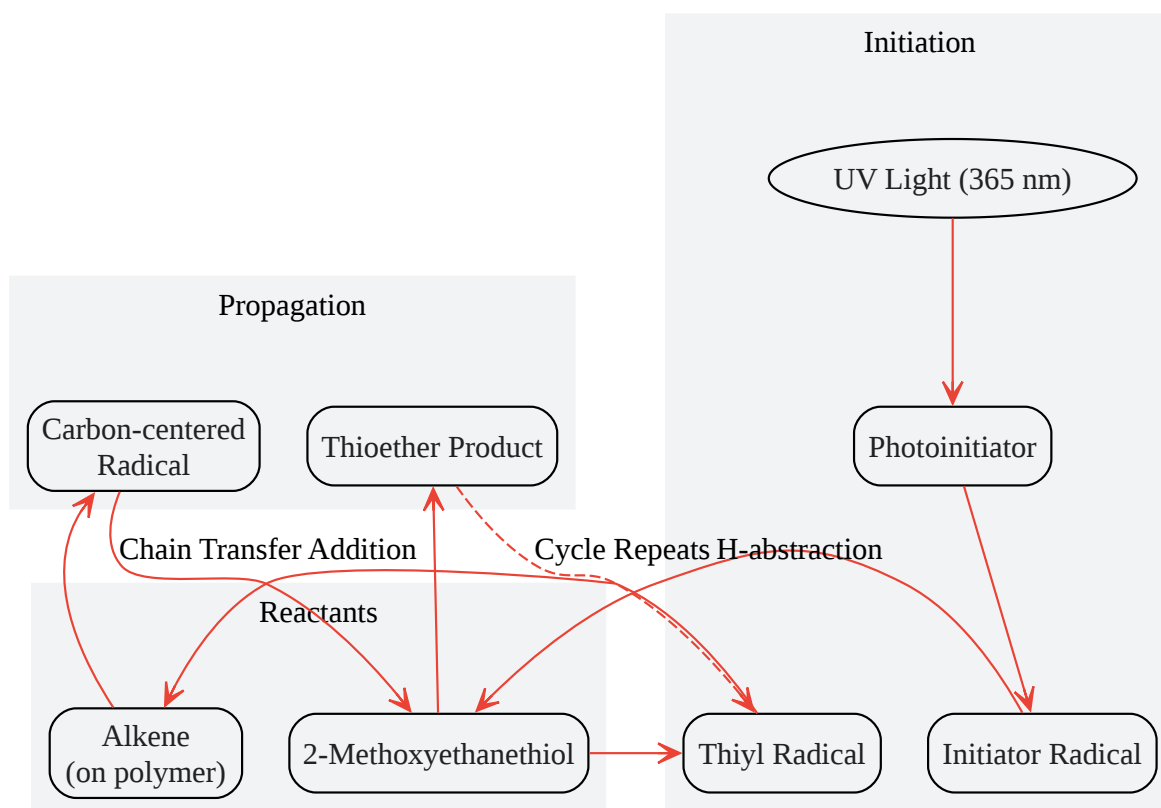 Initiation
UV Light (365 nm)
Propagation
Carbon-centered
Radical
Thioether Product
Photoinitiator
Chain Transfer
Addition
Cycle Repeats
H-abstraction
Reactants
Alkene
(on polymer)
2-Methoxyethanethiol
Thiyl Radical
Initiator Radical